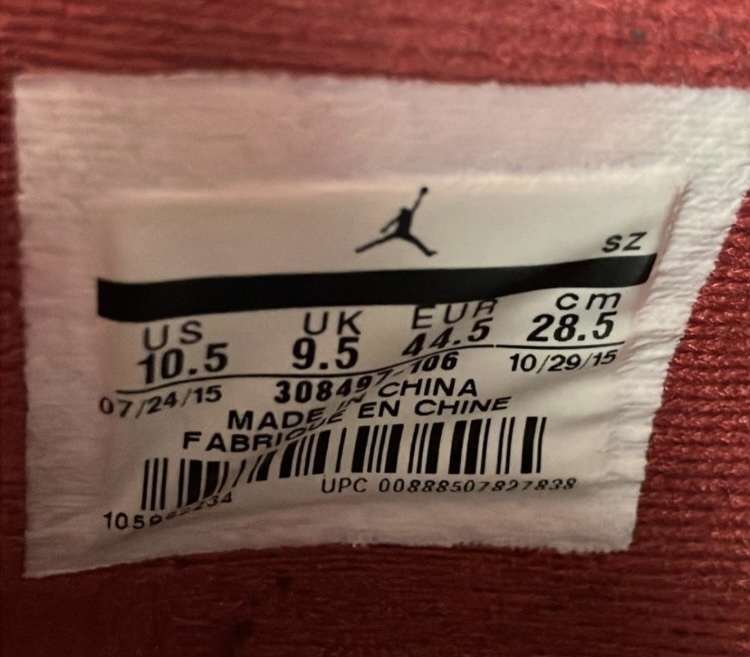 SZ
US UK EUR cm
10.5 9.5 44.5 28.5
07/24/15 308497-106 10/29/15
MADE IN CHINA
FABRIQUÉ EN CHINE
UPC 00888507827838